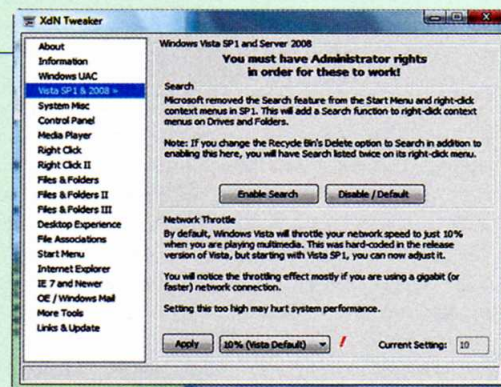 XdN Tweaker
About
Information
Windows UAC
Vista SP1 & 2008 »
System Misc
Control Panel
Media Player
Right Click
Right Click II
Files & Folders
Files & Folders II
Files & Folders III
Desktop Experience
File Associations
Start Menu
Internet Explorer
IE 7 and Newer
OE / Windows Mail
More Tools
Links & Update
Windows Vista SP1 and Server 2008
You must have Administrator rights
in order for these to work!
Search
Microsoft removed the Search feature from the Start Menu and right-click
context menus in SP1. This will add a Search function to right-click context
menus on Drives and Folders.
Note: If you change the Recycle Bin's Delete option to Search in addition to
enabling this here, you will have Search listed twice on its right-click menu.
Enable Search
Disable / Default
Network Throttle
By default, Windows Vista will throttle your network speed to just 10%
when you are playing multimedia. This was hard-coded in the release
version of Vista, but starting with Vista SP1, you can now adjust it.
You will notice the throttling effect mostly if you are using a gigabit (or
faster) network connection.
Setting this too high may hurt system performance.
Apply
10% (Vista Default)
!
Current Setting:
10